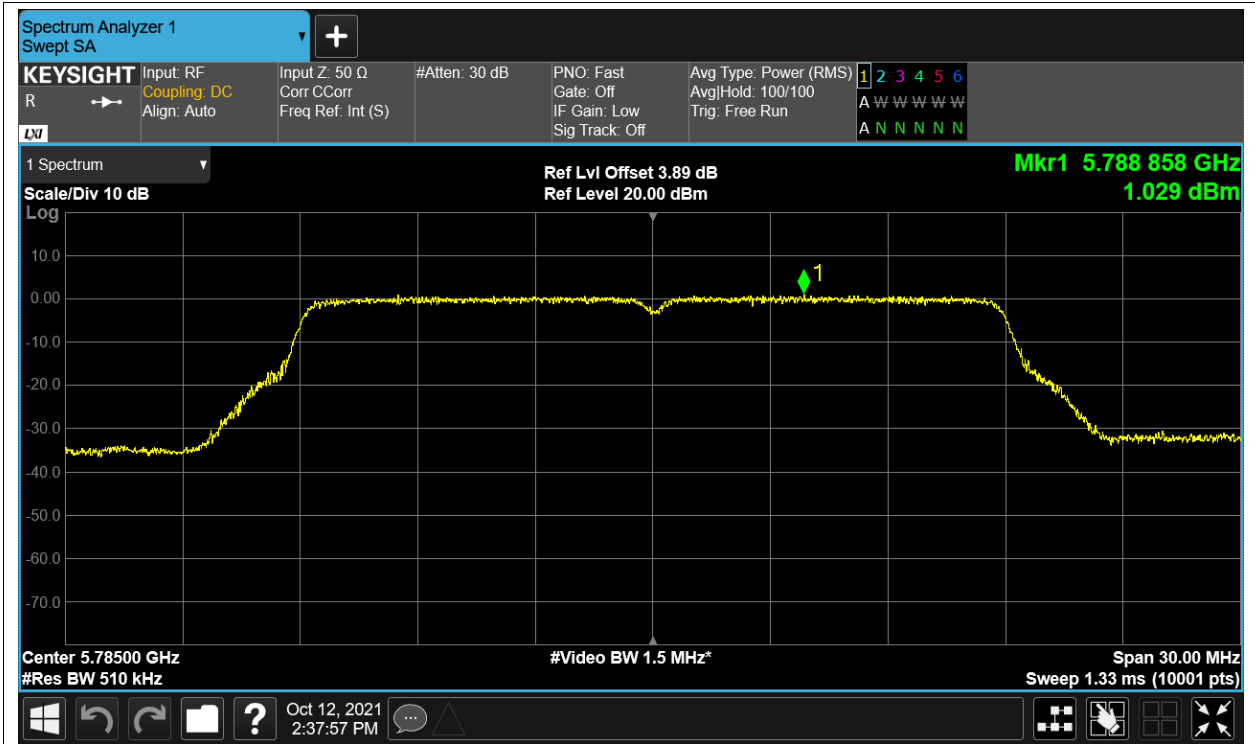 Spectrum Analyzer 1
Swept SA
KEYSIGHT
R
LXI
Input: RF
Coupling: DC
Align: Auto
Input Z: 50 Ω
Corr CCorr
Freq Ref: Int (S)
#Atten: 30 dB
PNO: Fast
Gate: Off
IF Gain: Low
Sig Track: Off
Avg Type: Power (RMS)
Avg|Hold: 100/100
Trig: Free Run
1 2 3 4 5 6
A W W W W W
A N N N N N
1 Spectrum
Scale/Div 10 dB
Ref Lvl Offset 3.89 dB
Ref Level 20.00 dBm
Mkr1 5.788 858 GHz
1.029 dBm
Log
10.0
0.00
-10.0
-20.0
-30.0
-40.0
-50.0
-60.0
-70.0
1
Center 5.78500 GHz
#Video BW 1.5 MHz*
Span 30.00 MHz
#Res BW 510 kHz
Sweep 1.33 ms (10001 pts)
?
Oct 12, 2021
2:37:57 PM